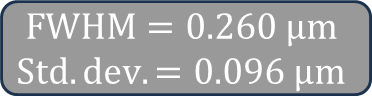 FWHM = 0.260 μm
Std. dev. = 0.096 μm